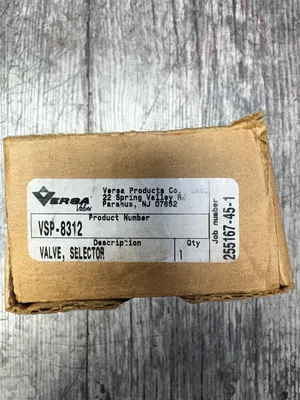 VERSA
Valves
Versa Products Co., Inc.
22 Spring Valley Rd
Paramus, NJ 07652
Product Number
VSP-8312
Description
Qty
VALVE, SELECTOR
1
Job number
255167-45-1